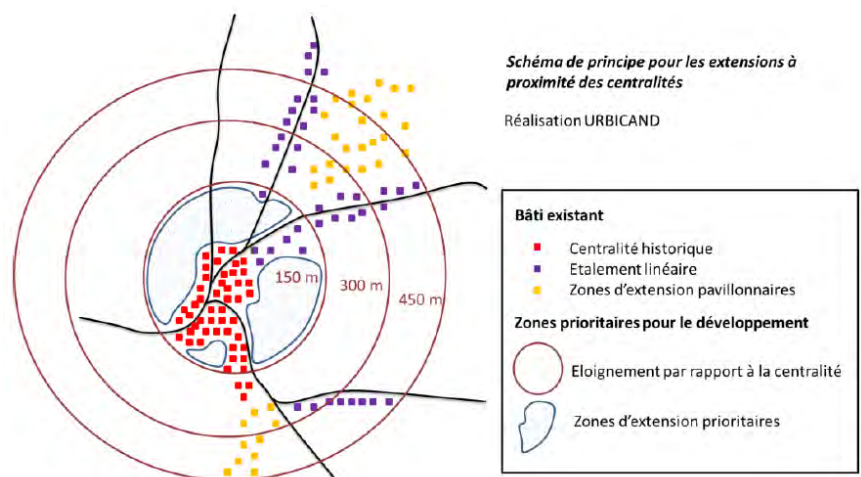 Schéma de principe pour les extensions à
proximité des centralités
Réalisation URBICAND
150 m
300 m
450 m
Bâti existant
Centralité historique
Etalement linéaire
Zones d'extension pavillonnaires
Zones prioritaires pour le développement
Eloignement par rapport à la centralité
Zones d'extension prioritaires